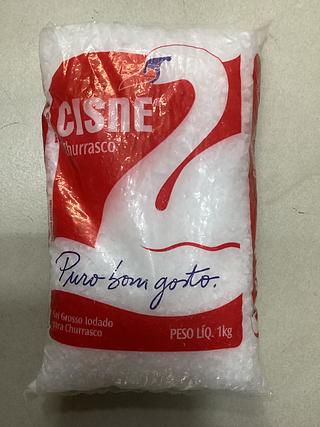 CISNE
Churrasco
Puro bom gosto.
Sal Grosso Iodado
para Churrasco
PESO LÍQ. 1kg